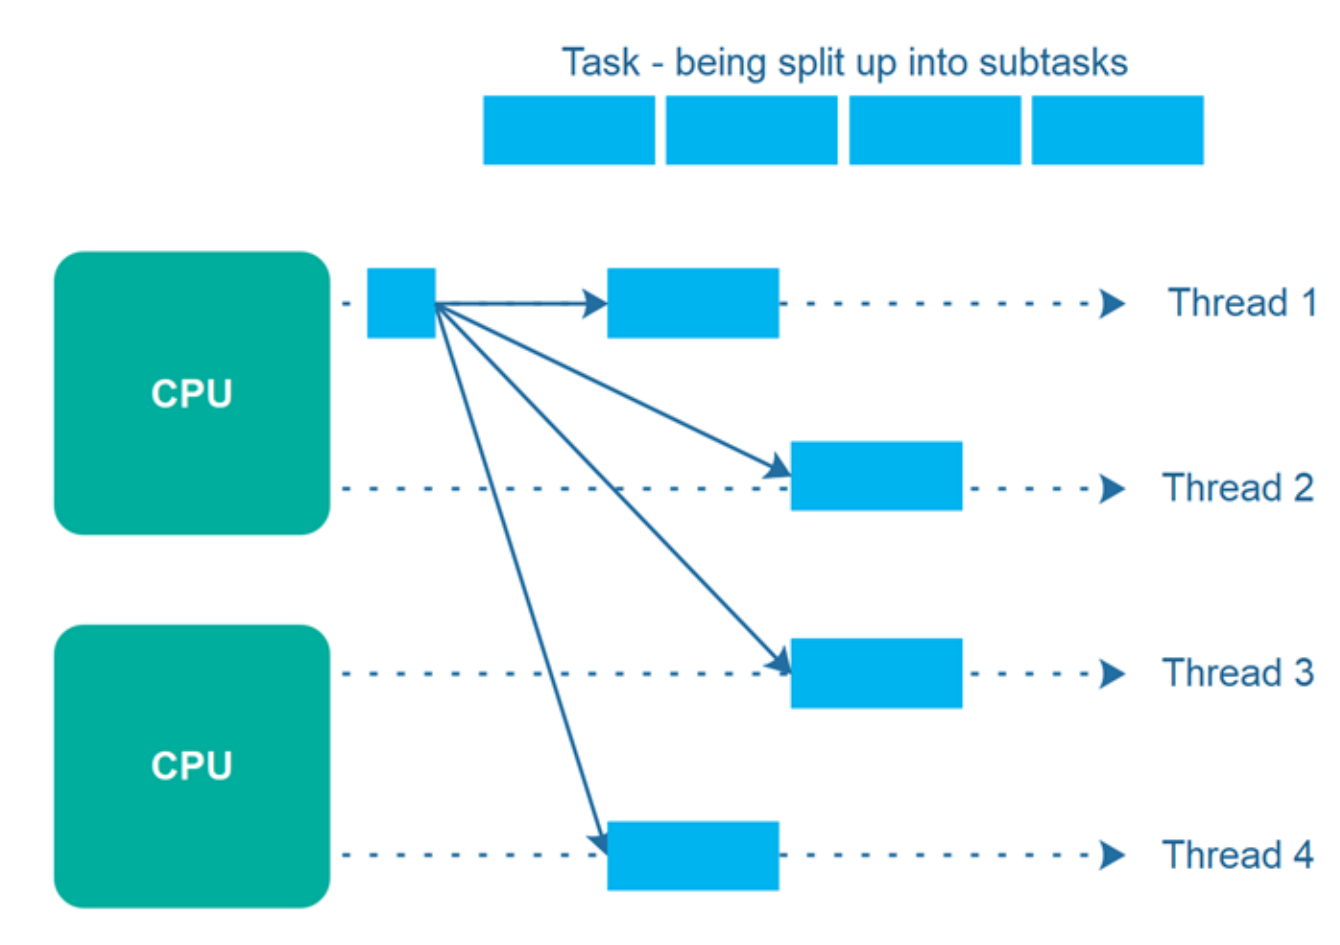 Task - being split up into subtasks
CPU
Thread 1
Thread 2
CPU
Thread 3
Thread 4